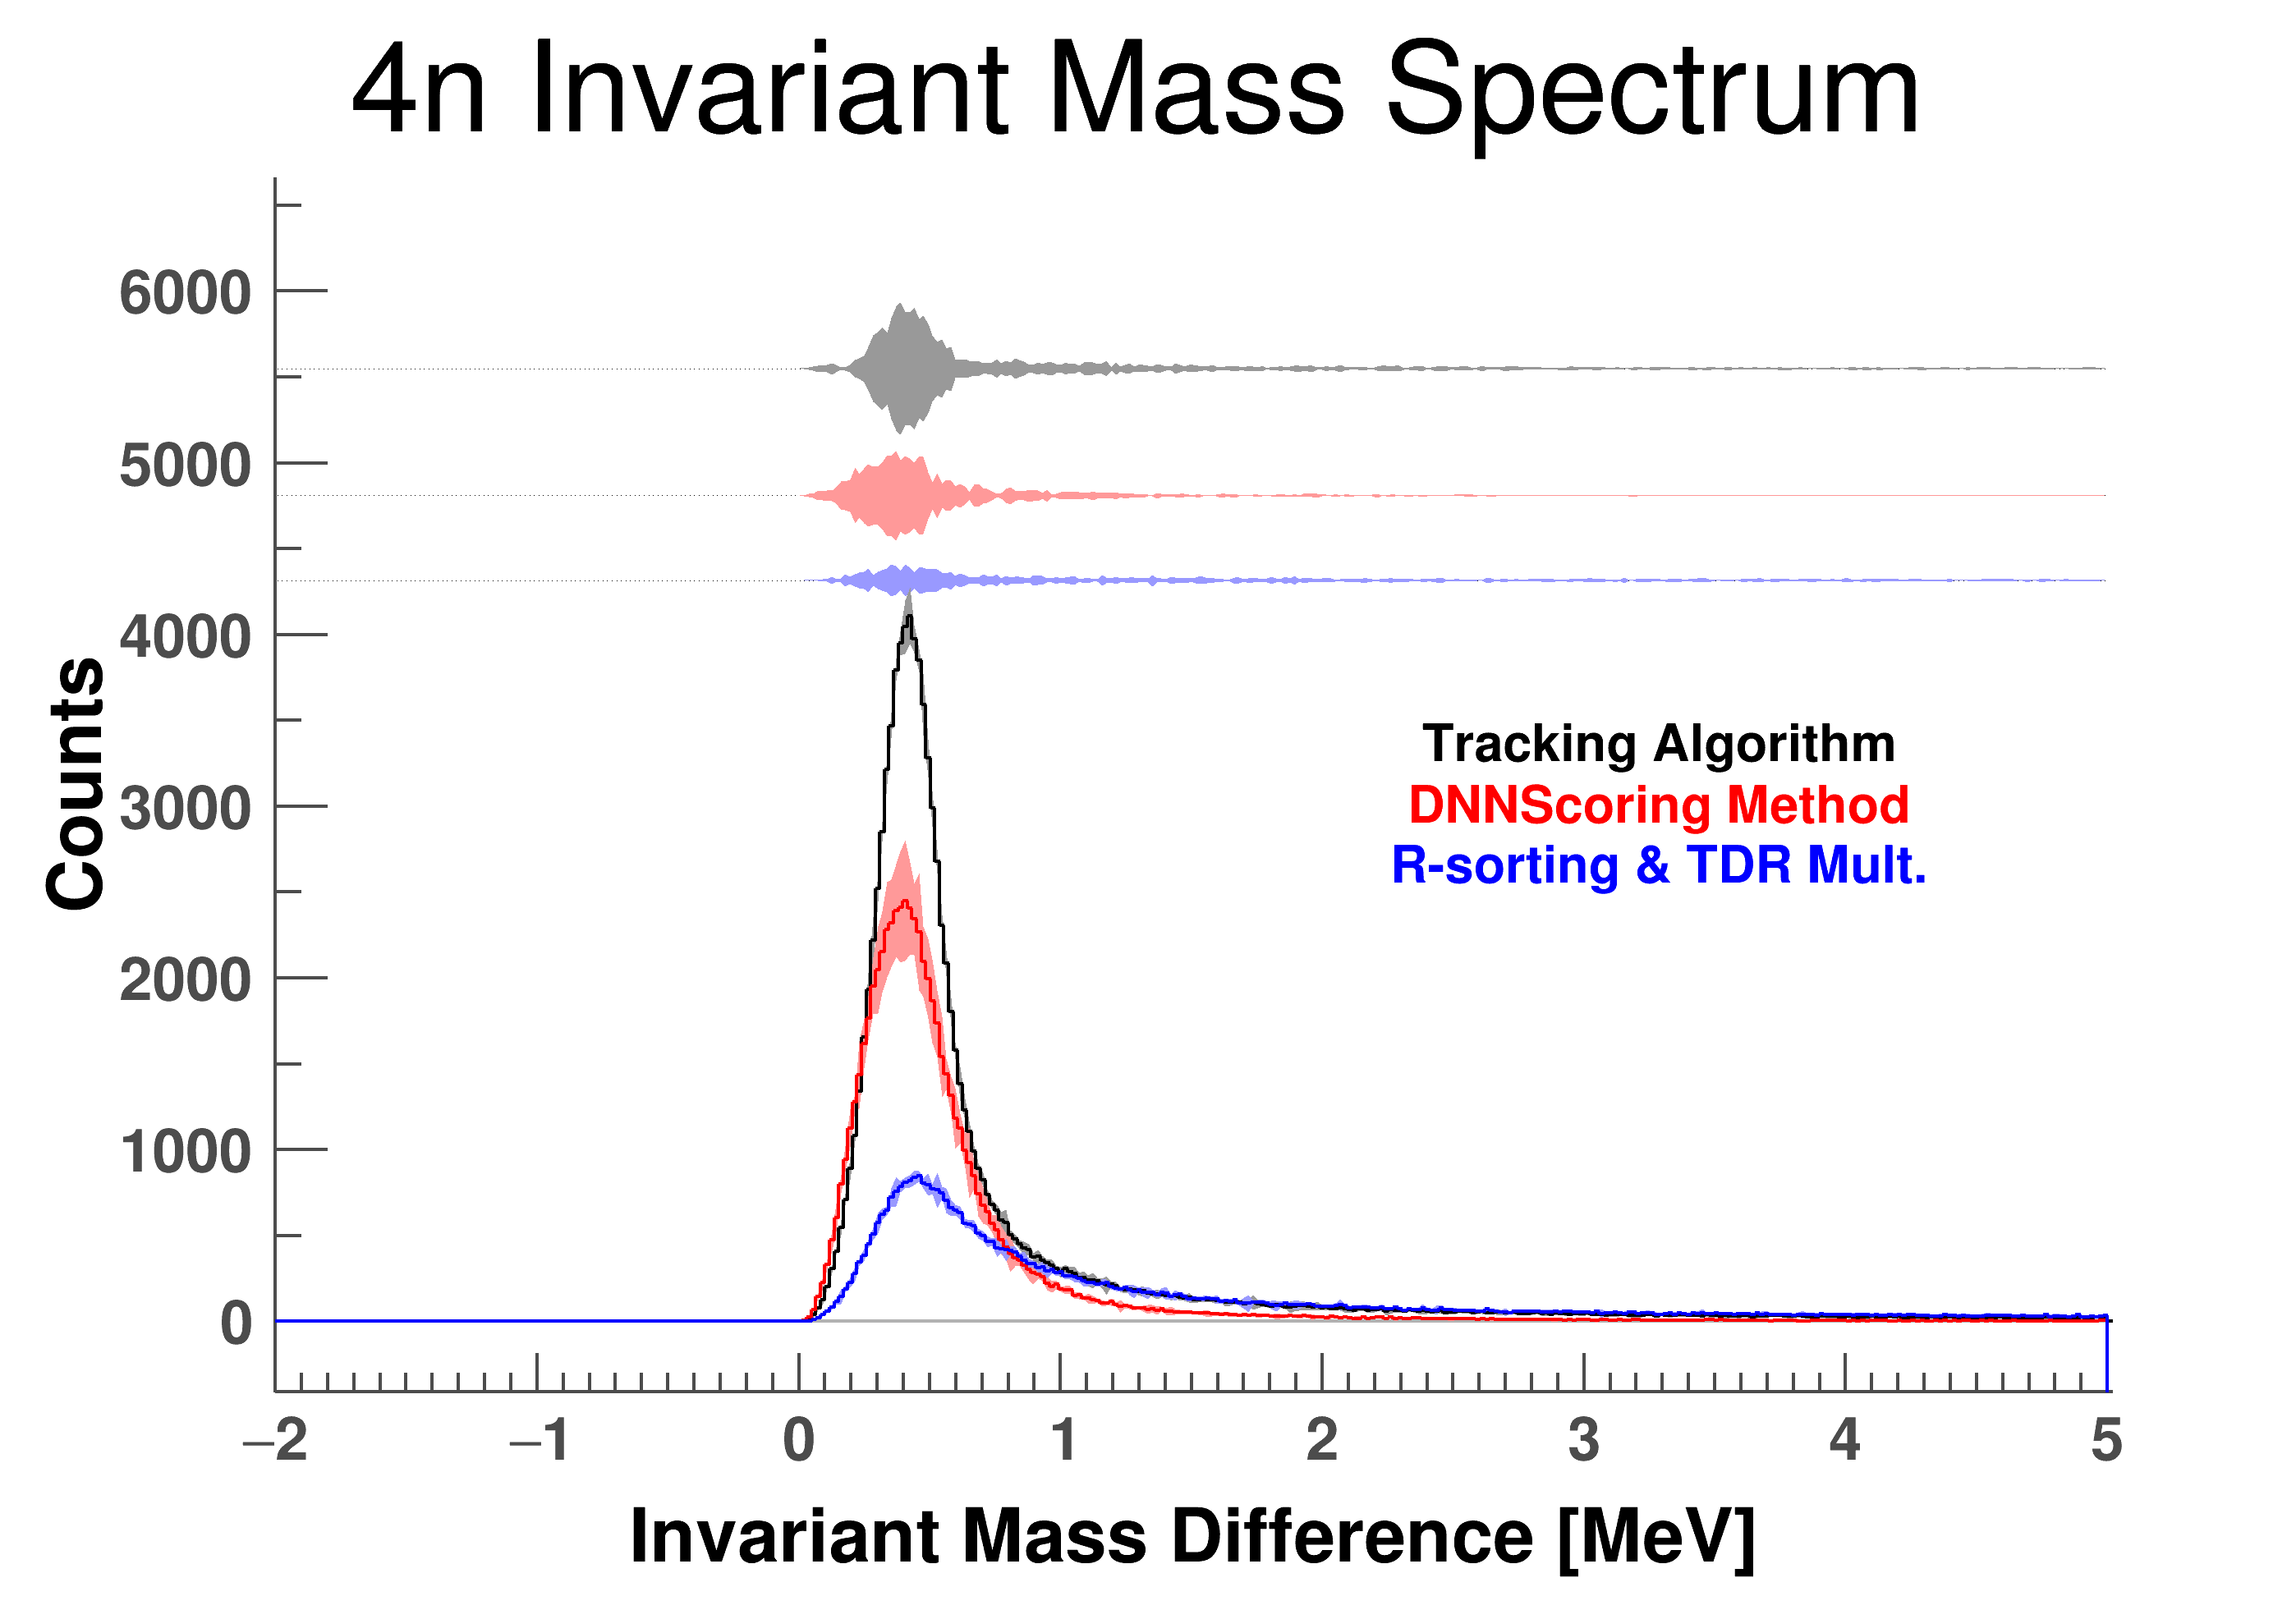 4n Invariant Mass Spectrum
6000
5000
4000
3000
2000
1000
0
Counts
Tracking Algorithm
DNNScoring Method
R-sorting & TDR Mult.
−2 −1 0 1 2 3 4 5
Invariant Mass Difference [MeV]